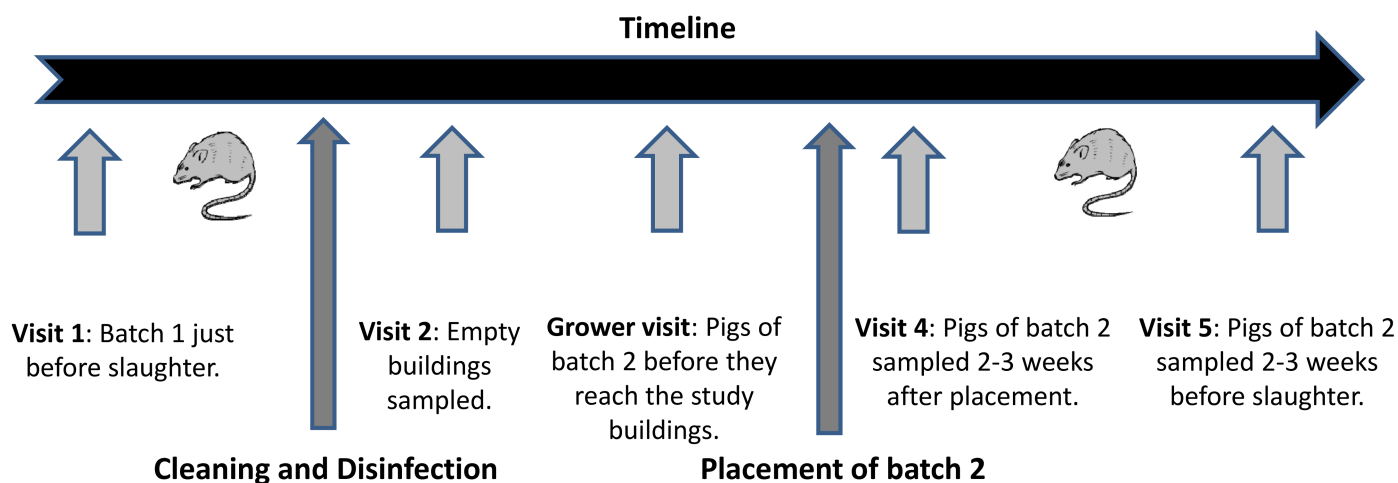 Timeline
Visit 1: Batch 1 just
before slaughter.
Visit 2: Empty
buildings
sampled.
Grower visit: Pigs of
batch 2 before they
reach the study
buildings.
Visit 4: Pigs of batch 2
sampled 2-3 weeks
after placement.
Visit 5: Pigs of batch 2
sampled 2-3 weeks
before slaughter.
Cleaning and Disinfection
Placement of batch 2